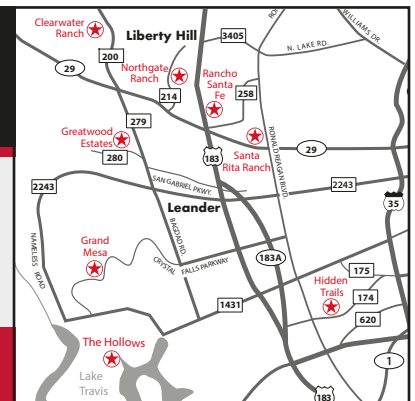 Clearwater
Ranch
Liberty Hill
3405
RO
WILLIAMS DR.
N. LAKE RD.
200
29
Northgate
Ranch
Rancho
Santa
Fe
214
258
279
Greatwood
Estates
280
183
Santa
Rita Ranch
RONALD REAGAN BLVD.
29
2243
SAN GABRIEL PKWY.
2243
35
Leander
NAMELESS ROAD
BAGDAD RD.
Grand
Mesa
CRYSTAL FALLS PARKWAY
183A
175
Hidden
Trails
174
1431
620
The Hollows
1
Lake
Travis
183